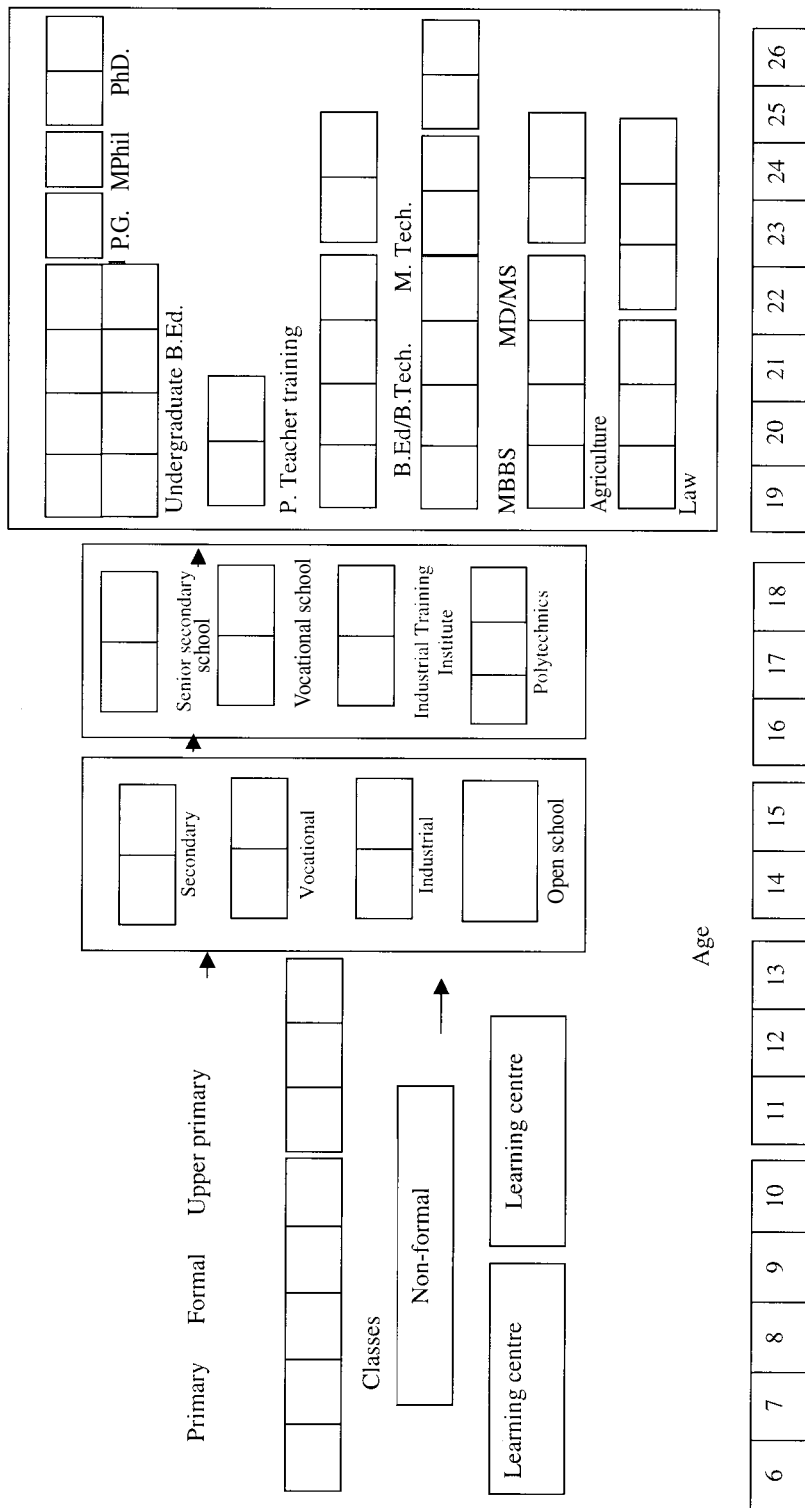 Primary Formal Upper primary
Classes
Non-formal
Learning centre
Learning centre
Secondary
Vocational
Industrial
Open school
Senior secondary
school
Vocational school
Industrial Training
Institute
Polytechnics
P.G. MPhil PhD.
Undergraduate B.Ed.
P. Teacher training
B.Ed/B.Tech. M. Tech.
MBBS MD/MS
Agriculture
Law
Age
6 7 8 9 10 11 12 13 14 15 16 17 18 19 20 21 22 23 24 25 26